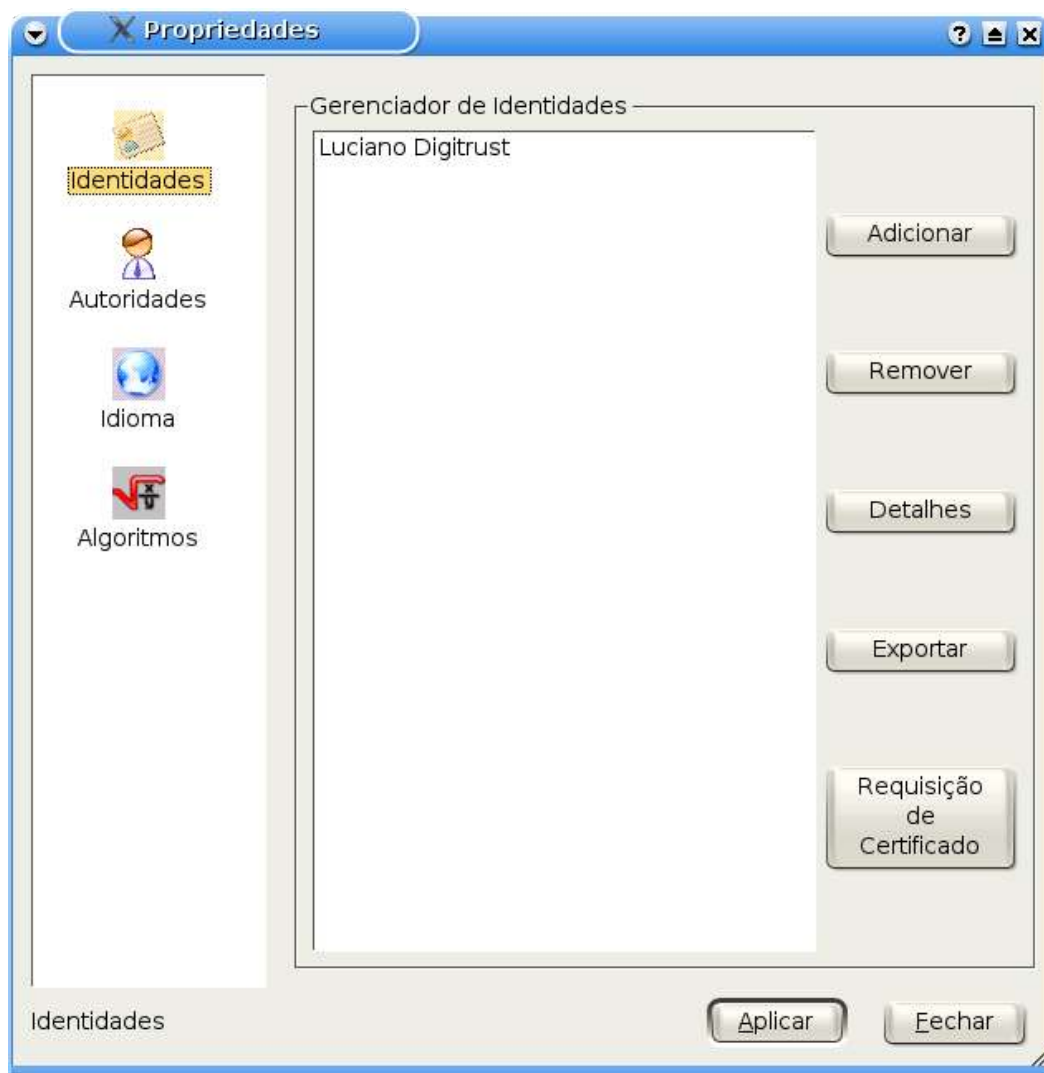 Propriedades
Identidades
Autoridades
Idioma
Algoritmos
Gerenciador de Identidades
Luciano Digitrust
Adicionar
Remover
Detalhes
Exportar
Requisição
de
Certificado
Identidades
Aplicar
Fechar